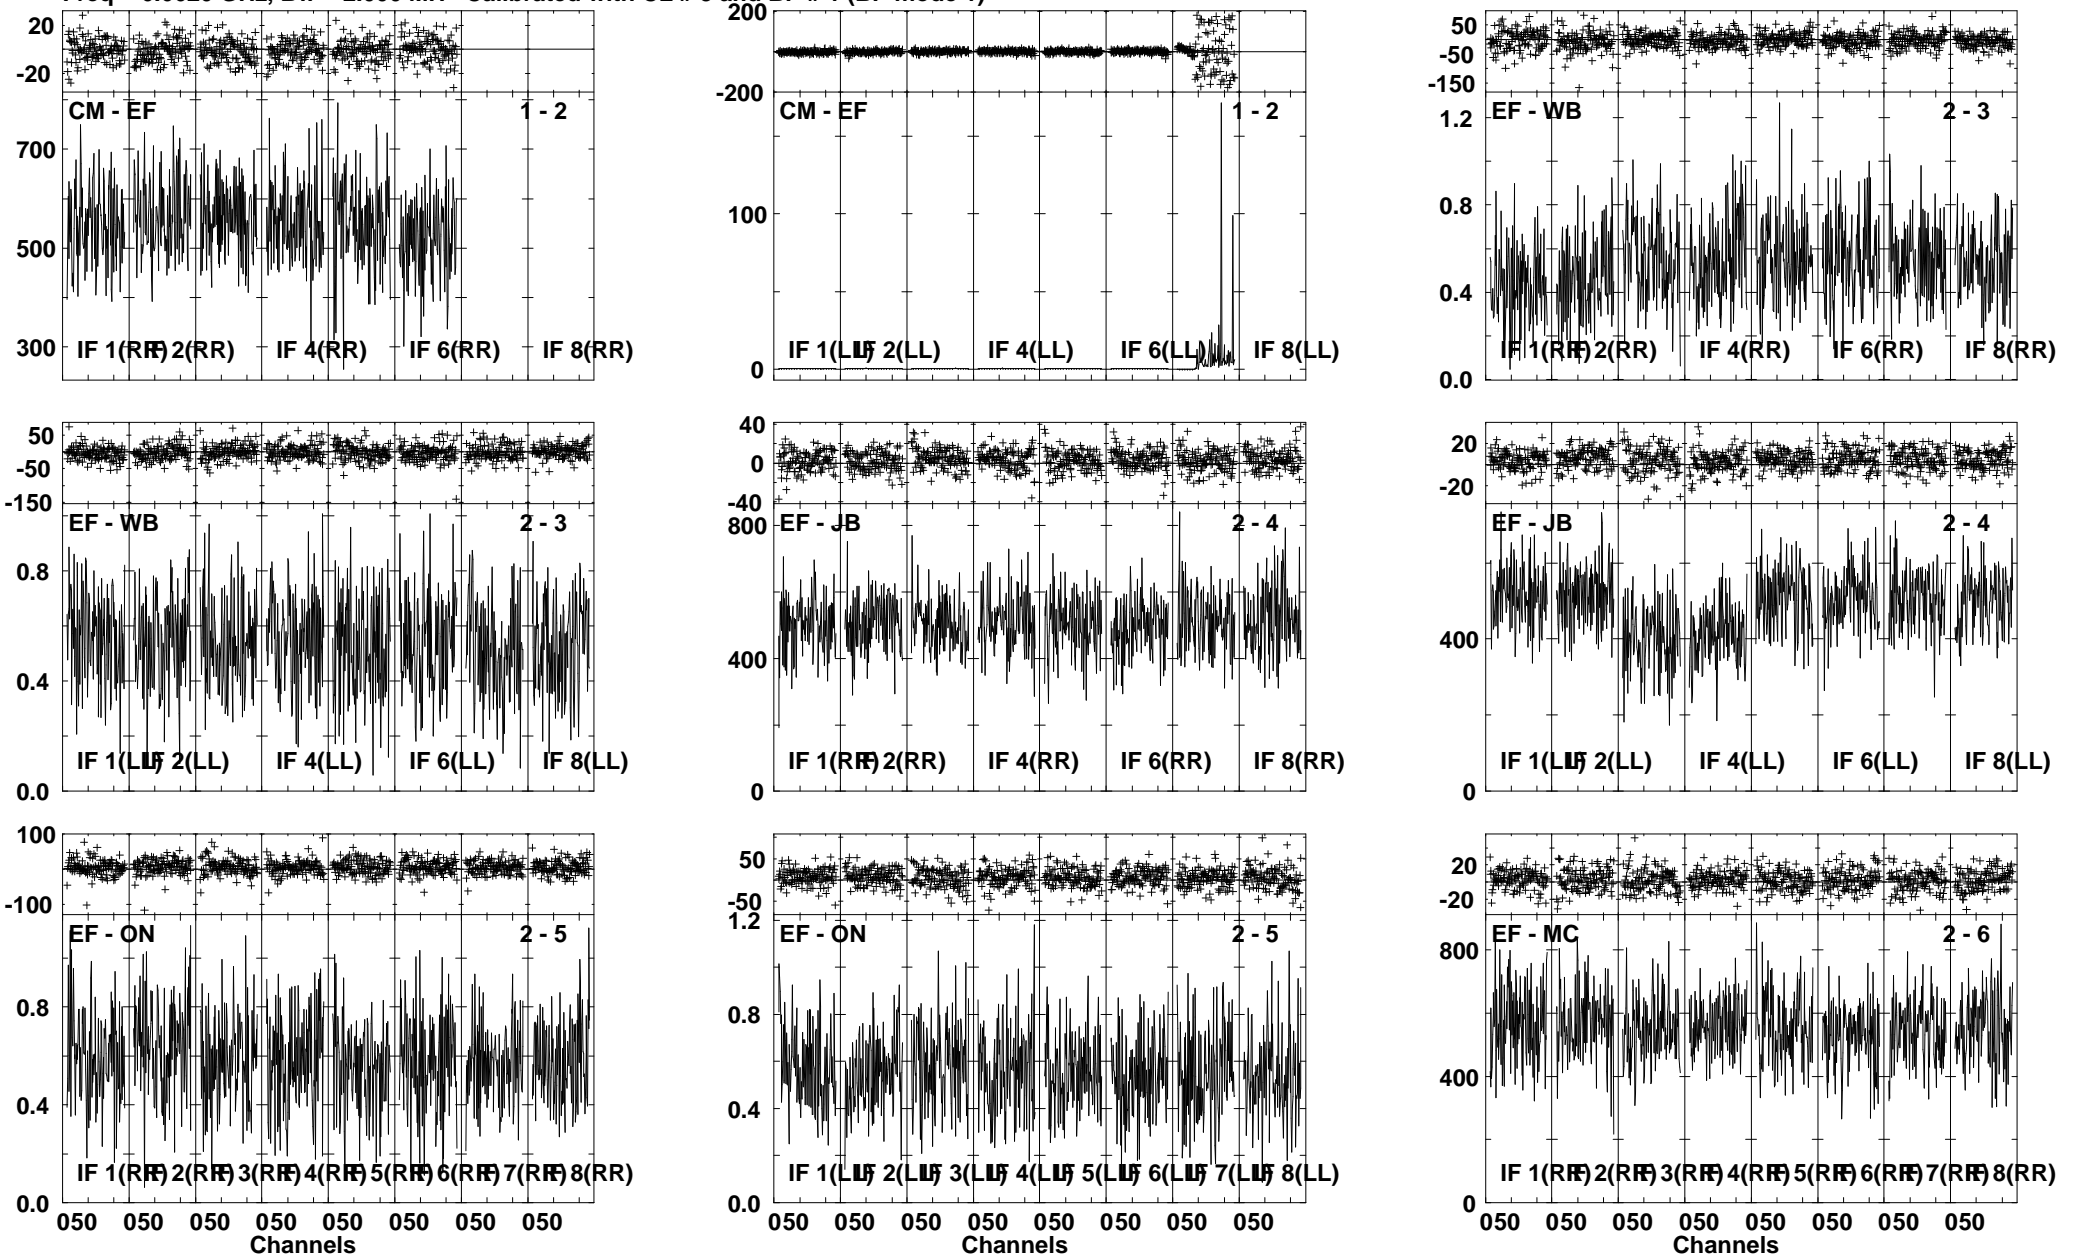 20
-20
CM - EF 1 - 2
700
500
300
IF 1(RR) IF 2(RR) IF 4(RR) IF 6(RR) IF 8(RR)
200
-200
CM - EF 1 - 2
100
0
IF 1(LL) IF 2(LL) IF 4(LL) IF 6(LL) IF 8(LL)
50
-50
-150
EF - WB 2 - 3
1.2
0.8
0.4
0.0
IF 1(RR) IF 2(RR) IF 4(RR) IF 6(RR) IF 8(RR)
50
-50
-150
EF - WB 2 - 3
0.8
0.4
0.0
IF 1(LL) IF 2(LL) IF 4(LL) IF 6(LL) IF 8(LL)
40
0
-40
EF - JB 2 - 4
800
400
0
IF 1(RR) IF 2(RR) IF 4(RR) IF 6(RR) IF 8(RR)
20
-20
EF - JB 2 - 4
400
0
IF 1(LL) IF 2(LL) IF 4(LL) IF 6(LL) IF 8(LL)
100
-100
EF - ON 2 - 5
0.8
0.4
0.0
IF 1(RR) IF 2(RR) IF 3(RR) IF 4(RR) IF 5(RR) IF 6(RR) IF 7(RR) IF 8(RR)
050 050 050 050 050 050 050 050
Channels
50
-50
EF - ON 2 - 5
1.2
0.8
0.4
0.0
IF 1(LL) IF 2(LL) IF 3(LL) IF 4(LL) IF 5(LL) IF 6(LL) IF 7(LL) IF 8(LL)
050 050 050 050 050 050 050 050
Channels
20
-20
EF - MC 2 - 6
800
400
0
IF 1(RR) IF 2(RR) IF 3(RR) IF 4(RR) IF 5(RR) IF 6(RR) IF 7(RR) IF 8(RR)
050 050 050 050 050 050 050 050
Channels